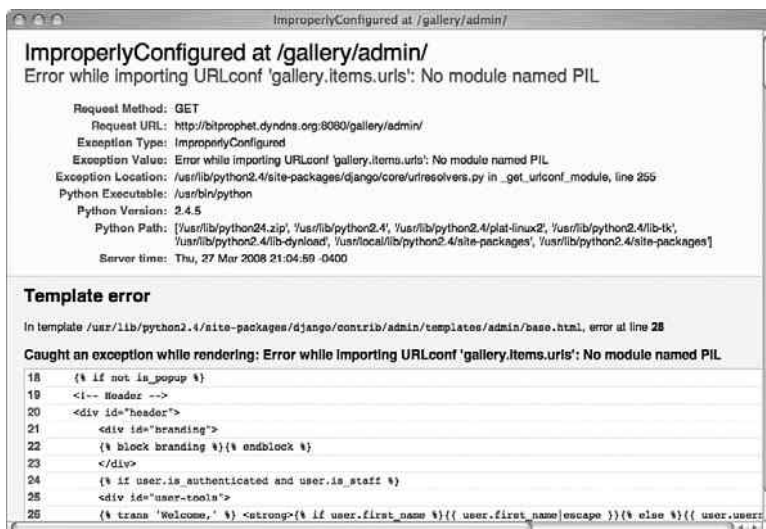 ImproperlyConfigured at /gallery/admin/
ImproperlyConfigured at /gallery/admin/
Error while importing URLconf 'gallery.items.urls': No module named PIL
Request Method: GET
Request URL: http://bitprophet.dyndns.org:8080/gallery/admin/
Exception Type: ImproperlyConfigured
Exception Value: Error while importing URLconf 'gallery.items.urls': No module named PIL
Exception Location: /usr/lib/python2.4/site-packages/django/core/urlresolvers.py in _get_urlconf_module, line 255
Python Executable: /usr/bin/python
Python Version: 2.4.5
Python Path: ['/usr/lib/python24.zip', '/usr/lib/python2.4', '/usr/lib/python2.4/plat-linux2', '/usr/lib/python2.4/lib-tk',
'/usr/lib/python2.4/lib-dynload', '/usr/local/lib/python2.4/site-packages', '/usr/lib/python2.4/site-packages']
Server time: Thu, 27 Mar 2008 21:04:59 -0400
Template error
In template /usr/lib/python2.4/site-packages/django/contrib/admin/templates/admin/base.html, error at line 28
Caught an exception while rendering: Error while importing URLconf 'gallery.items.urls': No module named PIL
18 {% if not is_popup %}
19 <!-- Header -->
20 <div id="header">
21 <div id="branding">
22 {% block branding %}{% endblock %}
23 </div>
24 {% if user.is_authenticated and user.is_staff %}
25 <div id="user-tools">
26 {% trans 'Welcome,' %} <strong>{% if user.first_name %}{{ user.first_name|escape }}{% else %}{{ user.usern